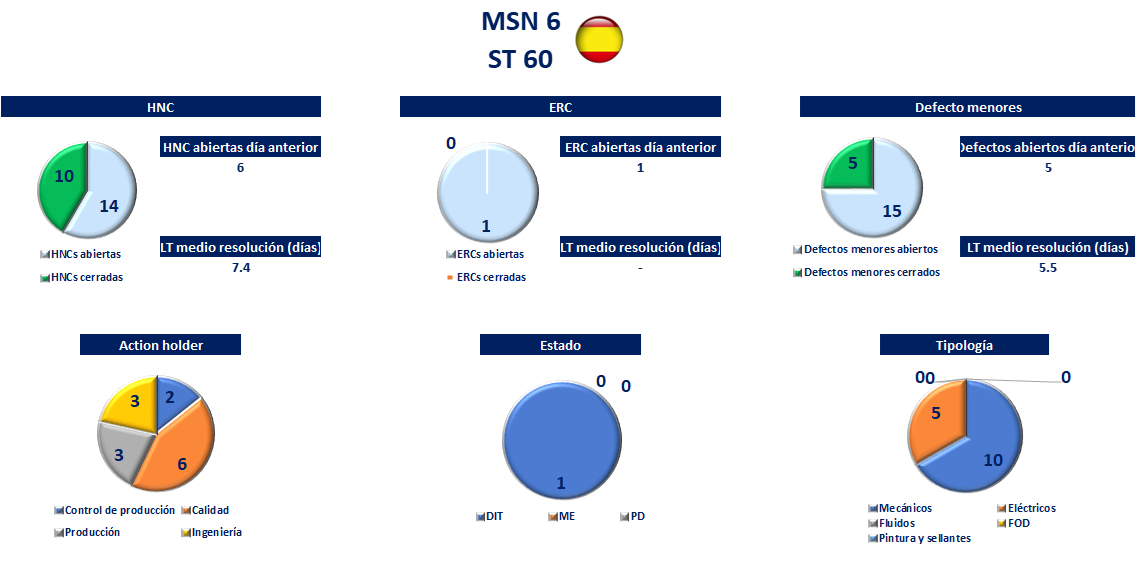 MSN 6
ST 60
HNC
HNC abiertas día anterior
6
10
14
LT medio resolución (días)
7.4
HNCs abiertas
HNCs cerradas
ERC
ERC abiertas día anterior
1
0
1
LT medio resolución (días)
-
ERCs abiertas
ERCs cerradas
Defecto menores
Defectos abiertos día anterio
5
5
15
LT medio resolución (días)
5.5
Defectos menores abiertos
Defectos menores cerrados
Action holder
3
2
3
6
Control de producción Calidad
Producción Ingeniería
Estado
0 0
1
DIT ME PD
Tipología
0 0 0
5
10
Mecánicos Eléctricos
Fluidos FOD
Pintura y sellantes